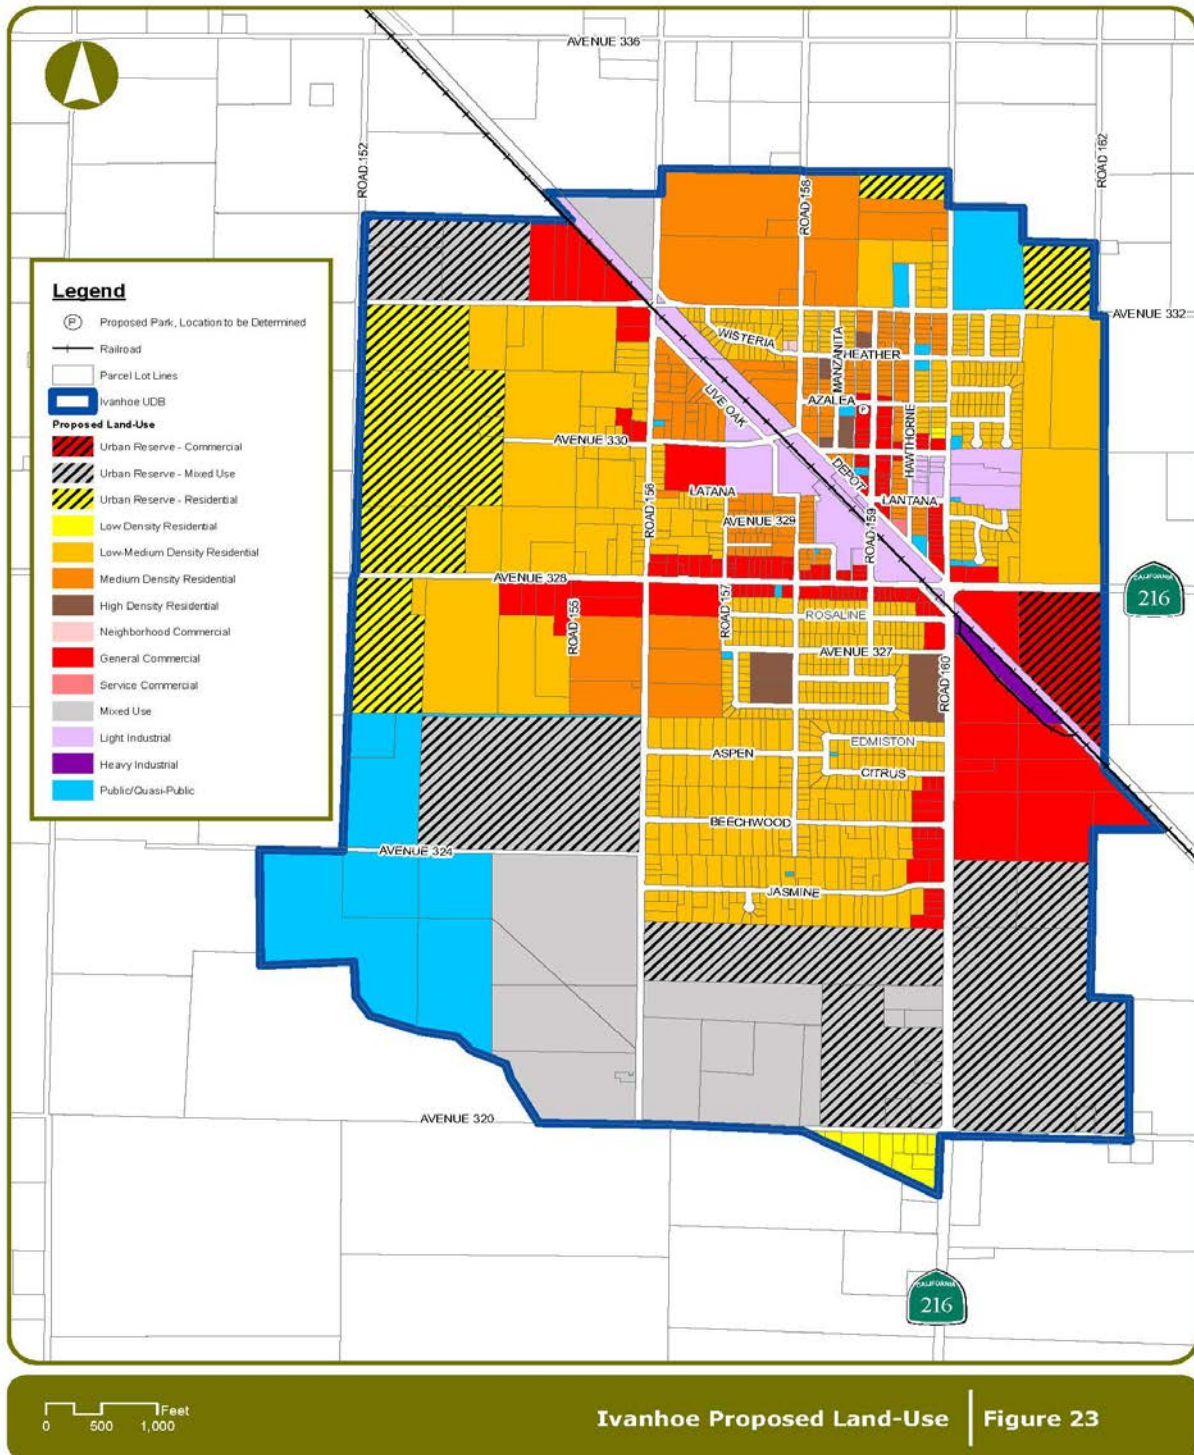 AVENUE 336
ROAD 152
ROAD 162
ROAD 158
Legend
P Proposed Park, Location to be Determined
Railroad
Parcel Lot Lines
Ivanhoe UDB
Proposed Land-Use
Urban Reserve - Commercial
Urban Reserve - Mixed Use
Urban Reserve - Residential
Low Density Residential
Low-Medium Density Residential
Medium Density Residential
High Density Residential
Neighborhood Commercial
General Commercial
Service Commercial
Mixed Use
Light Industrial
Heavy Industrial
Public/Quasi-Public
AVENUE 332
WISTERIA
MANZANITA
HEATHER
LIVE OAK
AZALEA
P
HAWTHORNE
AVENUE 330
DEPOT
LATANA
LANTANA
ROAD 156
AVENUE 329
ROAD 159
AVENUE 328
CALIFORNIA
216
ROAD 155
ROAD 157
ROSALINE
AVENUE 327
ROAD 160
EDMISTON
ASPEN
CITRUS
BEECHWOOD
AVENUE 324
JASMINE
AVENUE 320
CALIFORNIA
216
Feet
0 500 1,000
Ivanhoe Proposed Land-Use Figure 23